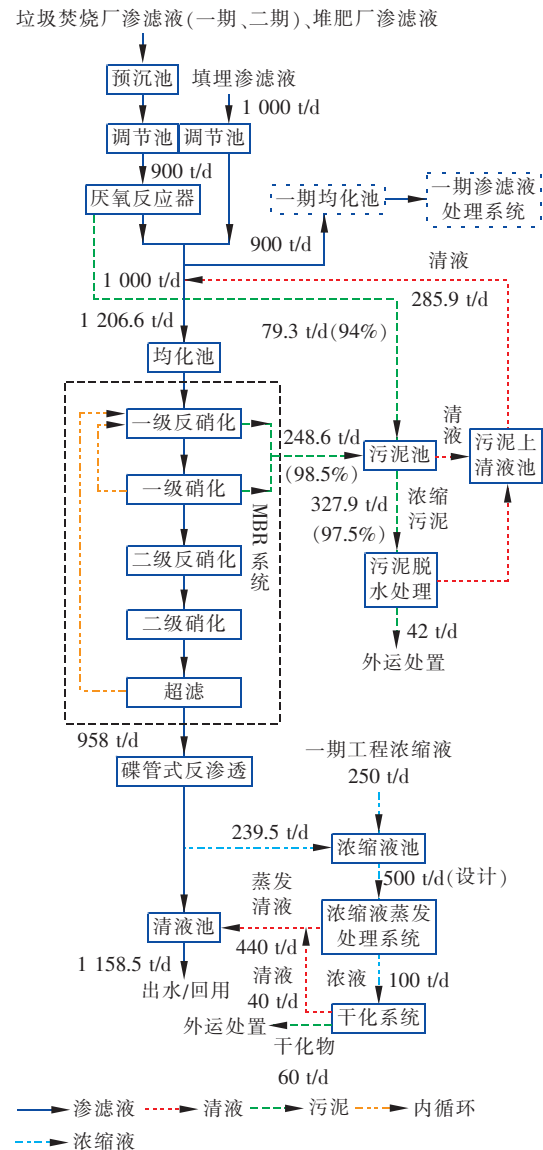 垃圾焚烧厂渗滤液(一期、二期)、堆肥厂渗滤液
预沉池
填埋渗滤液
1 000 t/d
调节池
调节池
900 t/d
厌氧反应器
一期均化池
一期渗滤液
处理系统
900 t/d
清液
1 000 t/d
285.9 t/d
1 206.6 t/d
79.3 t/d(94%)
均化池
一级反硝化
248.6 t/d
(98.5%)
污泥池
清
液
污泥上
清液池
一级硝化
327.9 t/d
(97.5%)
浓缩
污泥
MBR系统
二级反硝化
污泥脱
水处理
二级硝化
42 t/d
外运处置
超滤
958 t/d
碟管式反渗透
一期工程浓缩液
250 t/d
239.5 t/d
浓缩液池
500 t/d(设计)
蒸发
清液
浓缩液蒸发
处理系统
清液池
440 t/d
1 158.5 t/d
出水/回用
清液
40 t/d
浓液
100 t/d
外运处置
干化系统
干化物
60 t/d
渗滤液
清液
污泥
内循环
浓缩液